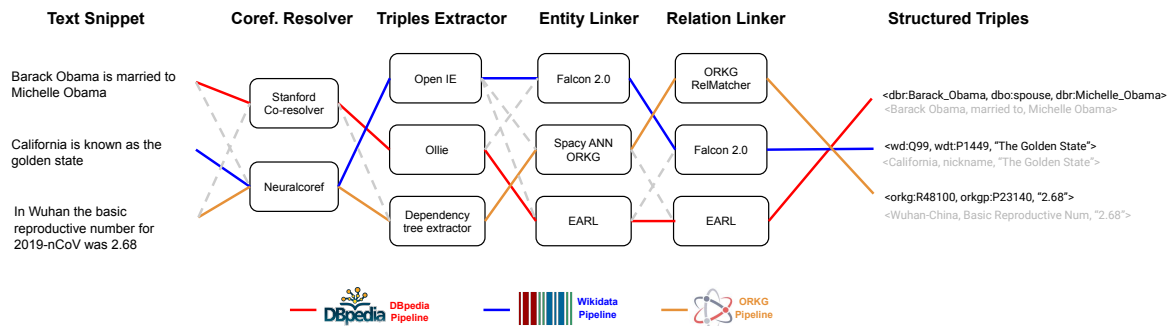 Text Snippet
Coref. Resolver
Triples Extractor
Entity Linker
Relation Linker
Structured Triples
Barack Obama is married to
Michelle Obama
California is known as the
golden state
In Wuhan the basic
reproductive number for
2019-nCoV was 2.68
Stanford
Co-resolver
Neuralcoref
Open IE
Ollie
Dependency
tree extractor
Falcon 2.0
Spacy ANN
ORKG
EARL
ORKG
RelMatcher
Falcon 2.0
EARL
<dbr:Barack_Obama, dbo:spouse, dbr:Michelle_Obama>
<Barack Obama, married to, Michelle Obama>
<wd:Q99, wdt:P1449, "The Golden State">
<California, nickname, "The Golden State">
<orkg:R48100, orkgp:P23140, "2.68">
<Wuhan-China, Basic Reproductive Num, "2.68">
DBpedia
DBpedia
Pipeline
Wikidata
Pipeline
ORKG
Pipeline